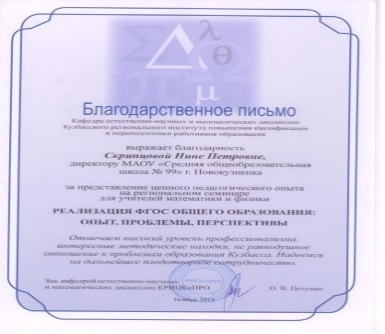 Σ Δ λ θ
μ
Благодарственное письмо
Кафедра естественно-научных и математических дисциплин
Кузбасского регионального института повышения квалификации
и переподготовки работников образования
выражает благодарность
Скрипцовой Нине Петровне,
директору МАОУ «Средняя общеобразовательная
школа № 99» г. Новокузнецка
за представление ценного педагогического опыта
на региональном семинаре
для учителей математики и физики
РЕАЛИЗАЦИЯ ФГОС ОБЩЕГО ОБРАЗОВАНИЯ:
ОПЫТ, ПРОБЛЕМЫ, ПЕРСПЕКТИВЫ
Отмечаем высокий уровень профессионализма,
интересные методические находки, не равнодушное
отношение к проблемам образования Кузбасса. Надеемся
на дальнейшее плодотворное сотрудничество.
Зав. кафедрой естественно-научных
и математических дисциплин КРИПКиПРО О. В. Петунин